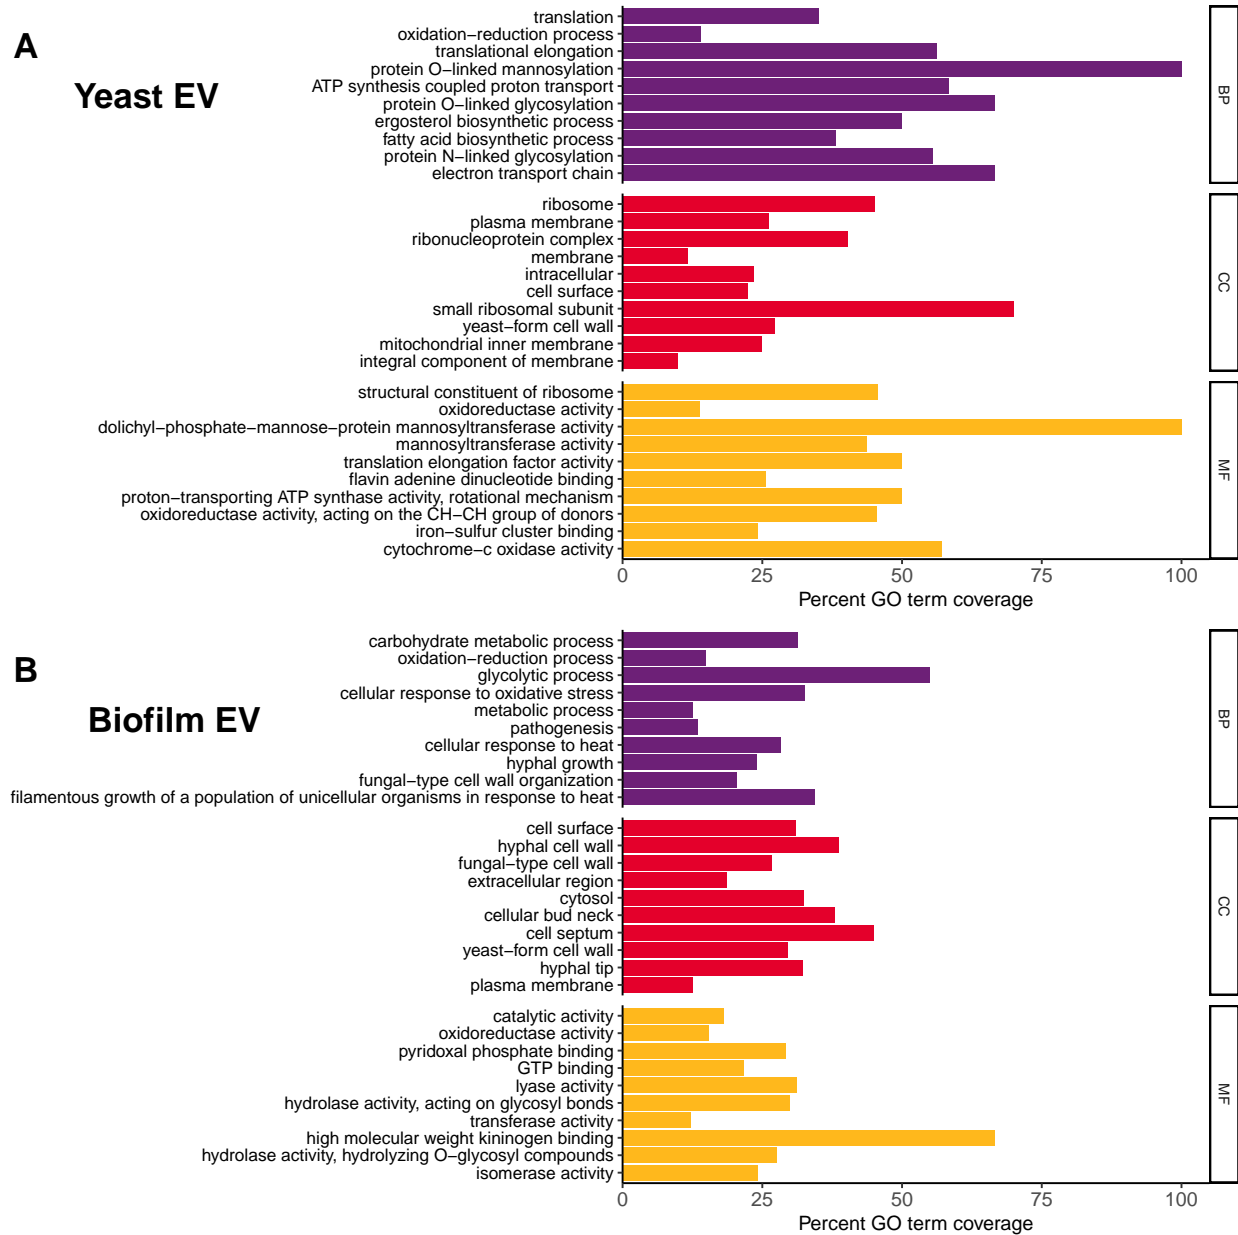 A
Yeast EV
translation
oxidation−reduction process
translational elongation
protein O−linked mannosylation
ATP synthesis coupled proton transport
protein O−linked glycosylation
ergosterol biosynthetic process
fatty acid biosynthetic process
protein N−linked glycosylation
electron transport chain
BP
ribosome
plasma membrane
ribonucleoprotein complex
membrane
intracellular
cell surface
small ribosomal subunit
yeast−form cell wall
mitochondrial inner membrane
integral component of membrane
CC
structural constituent of ribosome
oxidoreductase activity
dolichyl−phosphate−mannose−protein mannosyltransferase activity
mannosyltransferase activity
translation elongation factor activity
flavin adenine dinucleotide binding
proton−transporting ATP synthase activity, rotational mechanism
oxidoreductase activity, acting on the CH−CH group of donors
iron−sulfur cluster binding
cytochrome−c oxidase activity
MF
0 25 50 75 100
Percent GO term coverage
B
Biofilm EV
carbohydrate metabolic process
oxidation−reduction process
glycolytic process
cellular response to oxidative stress
metabolic process
pathogenesis
cellular response to heat
hyphal growth
fungal−type cell wall organization
filamentous growth of a population of unicellular organisms in response to heat
BP
cell surface
hyphal cell wall
fungal−type cell wall
extracellular region
cytosol
cellular bud neck
cell septum
yeast−form cell wall
hyphal tip
plasma membrane
CC
catalytic activity
oxidoreductase activity
pyridoxal phosphate binding
GTP binding
lyase activity
hydrolase activity, acting on glycosyl bonds
transferase activity
high molecular weight kininogen binding
hydrolase activity, hydrolyzing O−glycosyl compounds
isomerase activity
MF
0 25 50 75 100
Percent GO term coverage